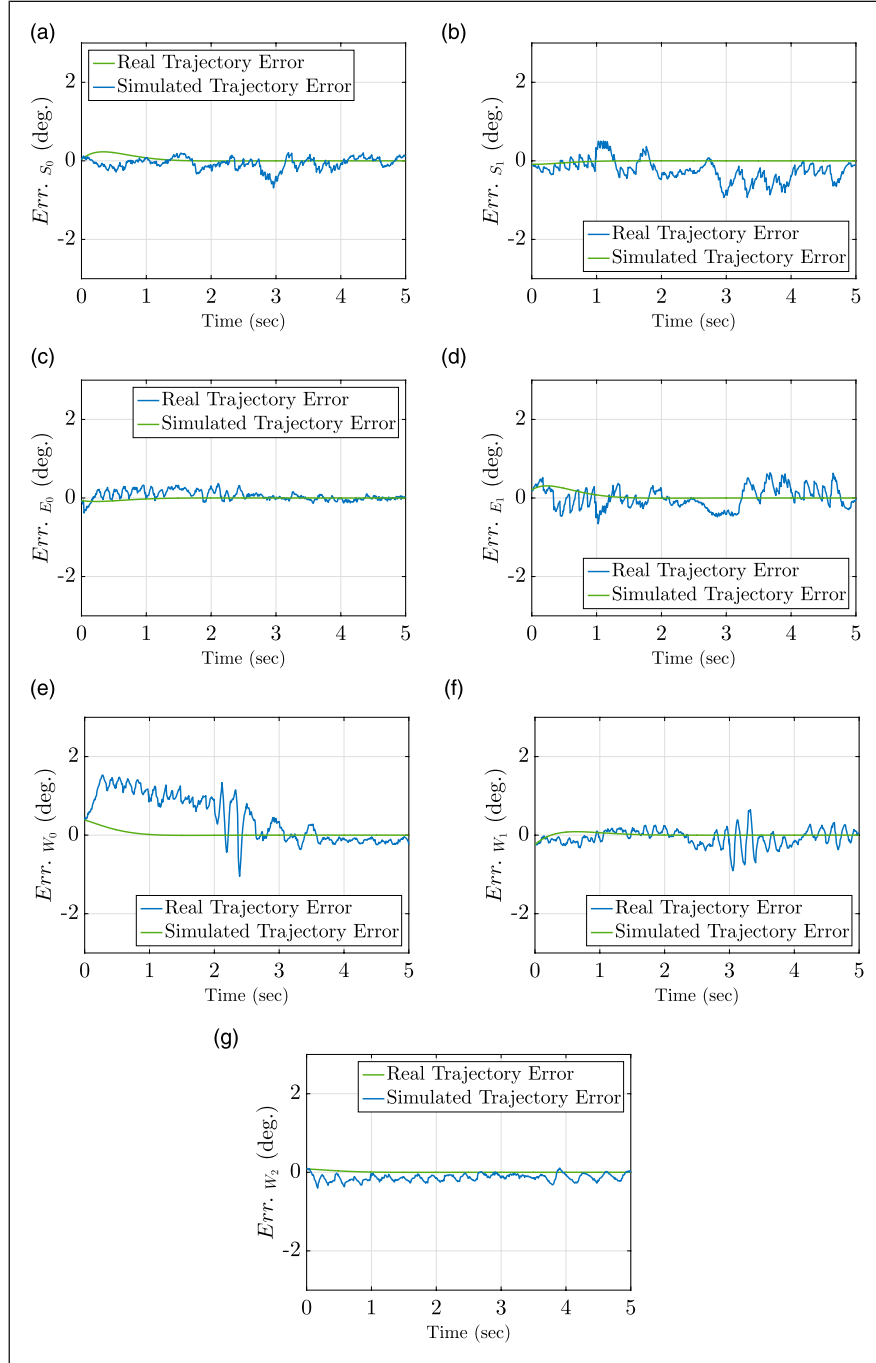 (a)
Real Trajectory Error
Simulated Trajectory Error
Err. S0 (deg.)
2
0
-2
0 1 2 3 4 5
Time (sec)
(b)
Real Trajectory Error
Simulated Trajectory Error
Err. S1 (deg.)
2
0
-2
0 1 2 3 4 5
Time (sec)
(c)
Real Trajectory Error
Simulated Trajectory Error
Err. E0 (deg.)
2
0
-2
0 1 2 3 4 5
Time (sec)
(d)
Real Trajectory Error
Simulated Trajectory Error
Err. E1 (deg.)
2
0
-2
0 1 2 3 4 5
Time (sec)
(e)
Real Trajectory Error
Simulated Trajectory Error
Err. W0 (deg.)
2
0
-2
0 1 2 3 4 5
Time (sec)
(f)
Real Trajectory Error
Simulated Trajectory Error
Err. W1 (deg.)
2
0
-2
0 1 2 3 4 5
Time (sec)
(g)
Real Trajectory Error
Simulated Trajectory Error
Err. W2 (deg.)
2
0
-2
0 1 2 3 4 5
Time (sec)